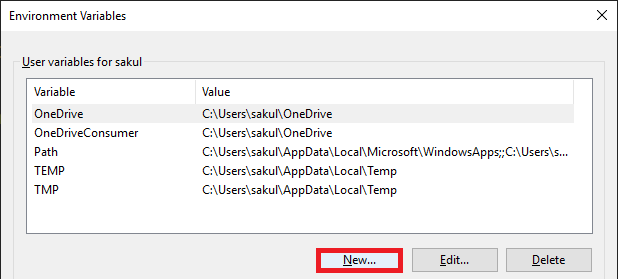 Environment Variables
User variables for sakul
Variable Value
OneDrive C:\Users\sakul\OneDrive
OneDriveConsumer C:\Users\sakul\OneDrive
Path C:\Users\sakul\AppData\Local\Microsoft\WindowsApps;;C:\Users\s...
TEMP C:\Users\sakul\AppData\Local\Temp
TMP C:\Users\sakul\AppData\Local\Temp
New... Edit... Delete